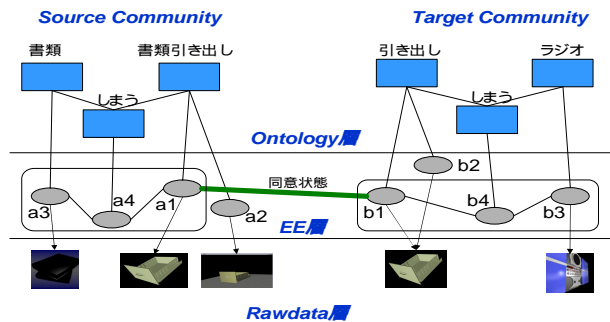 Source Community
Target Community
書類
書類引き出し
引き出し
ラジオ
しまう
しまう
Ontology層
b2
同意状態
a3
a4
a1
a2
b1
b4
b3
EE層
Rawdata層